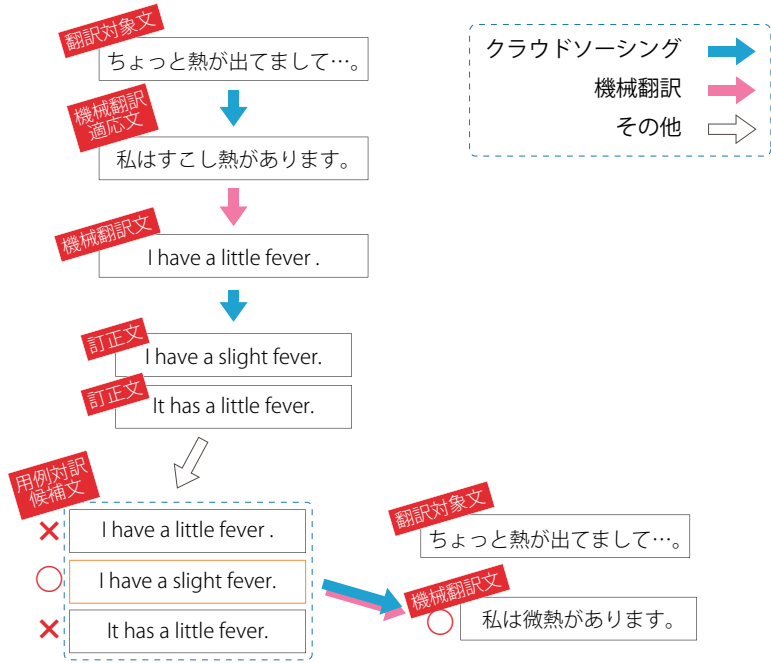 翻訳対象文
ちょっと熱が出てまして…。
クラウドソーシング
機械翻訳
その他
機械翻訳
適応文
私はすこし熱があります。
機械翻訳文
I have a little fever .
訂正文
I have a slight fever.
訂正文
It has a little fever.
用例対訳
候補文
× I have a little fever .
○ I have a slight fever.
× It has a little fever.
翻訳対象文
ちょっと熱が出てまして…。
機械翻訳文
○ 私は微熱があります。